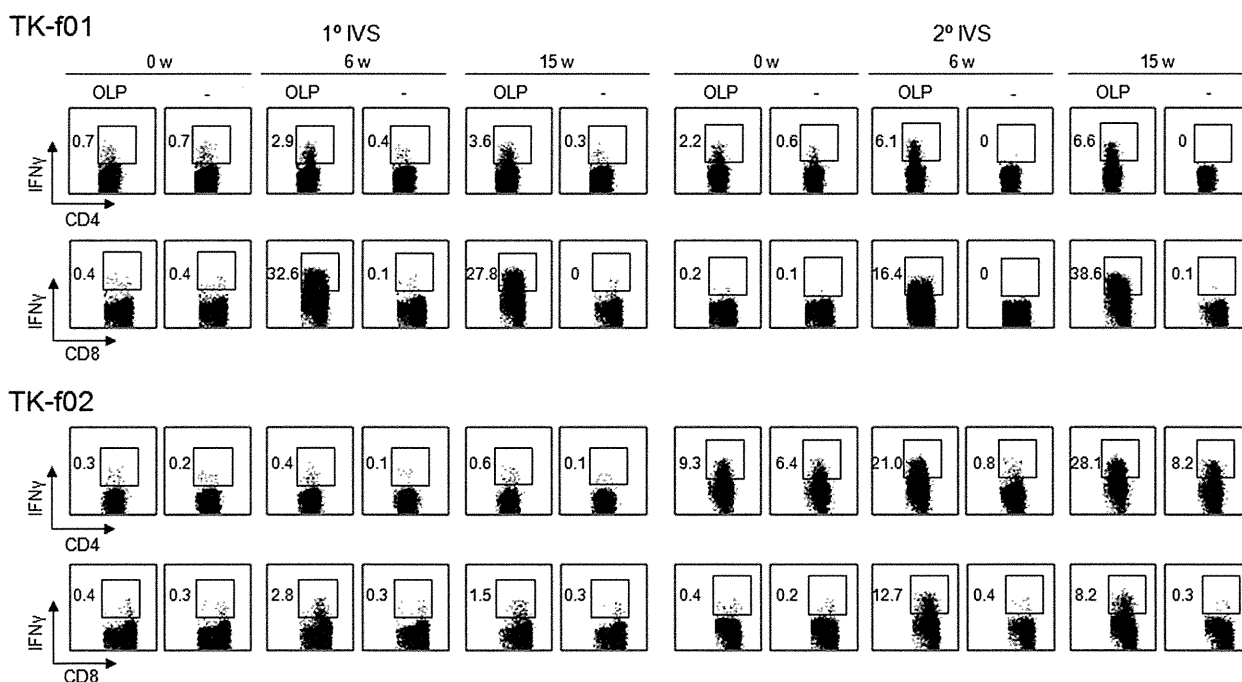 TK-f01
1º IVS 2º IVS
0 w 6 w 15 w 0 w 6 w 15 w
OLP - OLP - OLP - OLP - OLP - OLP -
IFNγ 0.7 0.7 2.9 0.4 3.6 0.3 2.2 0.6 6.1 0 6.6 0
CD4
IFNγ 0.4 0.4 32.6 0.1 27.8 0 0.2 0.1 16.4 0 38.6 0.1
CD8
TK-f02
IFNγ 0.3 0.2 0.4 0.1 0.6 0.1 9.3 6.4 21.0 0.8 28.1 8.2
CD4
IFNγ 0.4 0.3 2.8 0.3 1.5 0.3 0.4 0.2 12.7 0.4 8.2 0.3
CD8